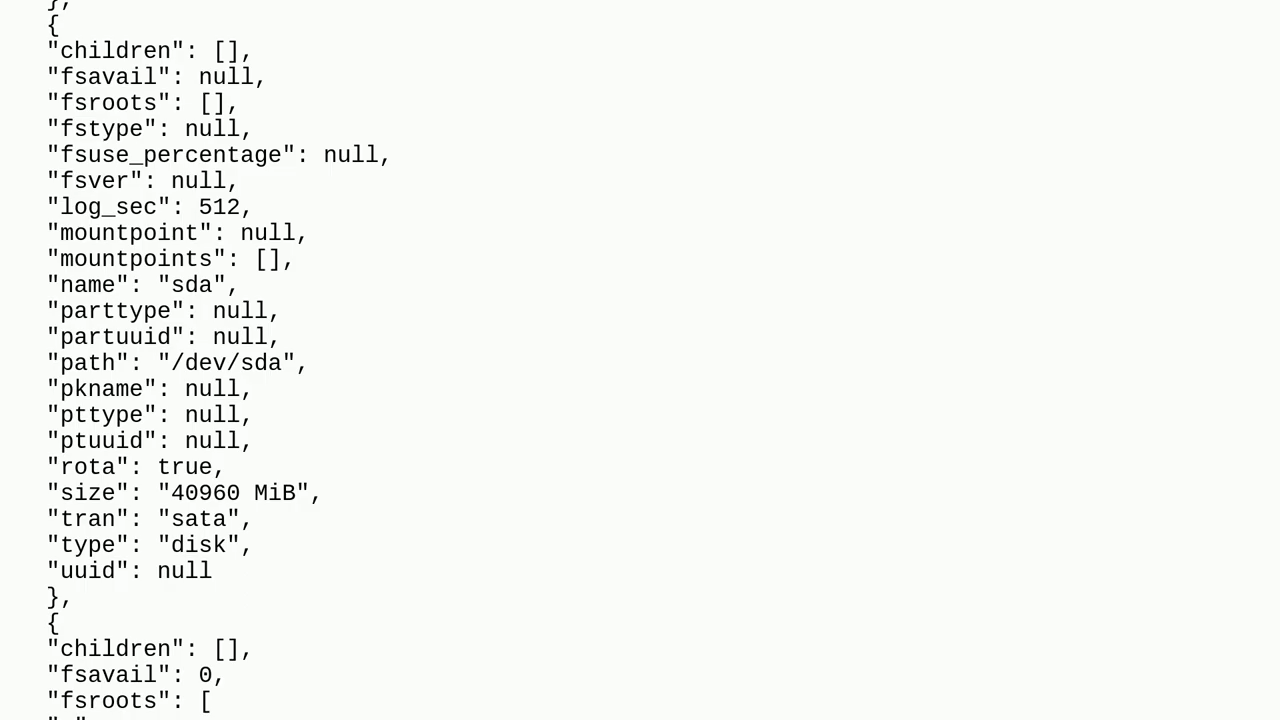 },
{
"children": [],
"fsavail": null,
"fsroots": [],
"fstype": null,
"fsuse_percentage": null,
"fsver": null,
"log_sec": 512,
"mountpoint": null,
"mountpoints": [],
"name": "sda",
"parttype": null,
"partuuid": null,
"path": "/dev/sda",
"pkname": null,
"pttype": null,
"ptuuid": null,
"rota": true,
"size": "40960 MiB",
"tran": "sata",
"type": "disk",
"uuid": null
},
{
"children": [],
"fsavail": 0,
"fsroots": [